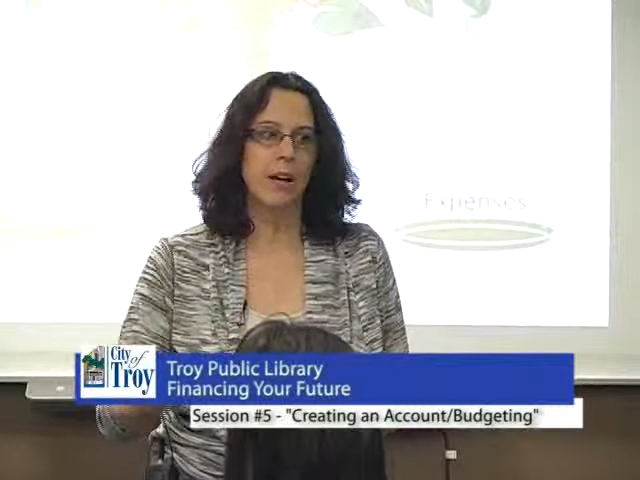 Expenses
City of
Troy
Troy Public Library
Financing Your Future
Session #5 - "Creating an Account/Budgeting"